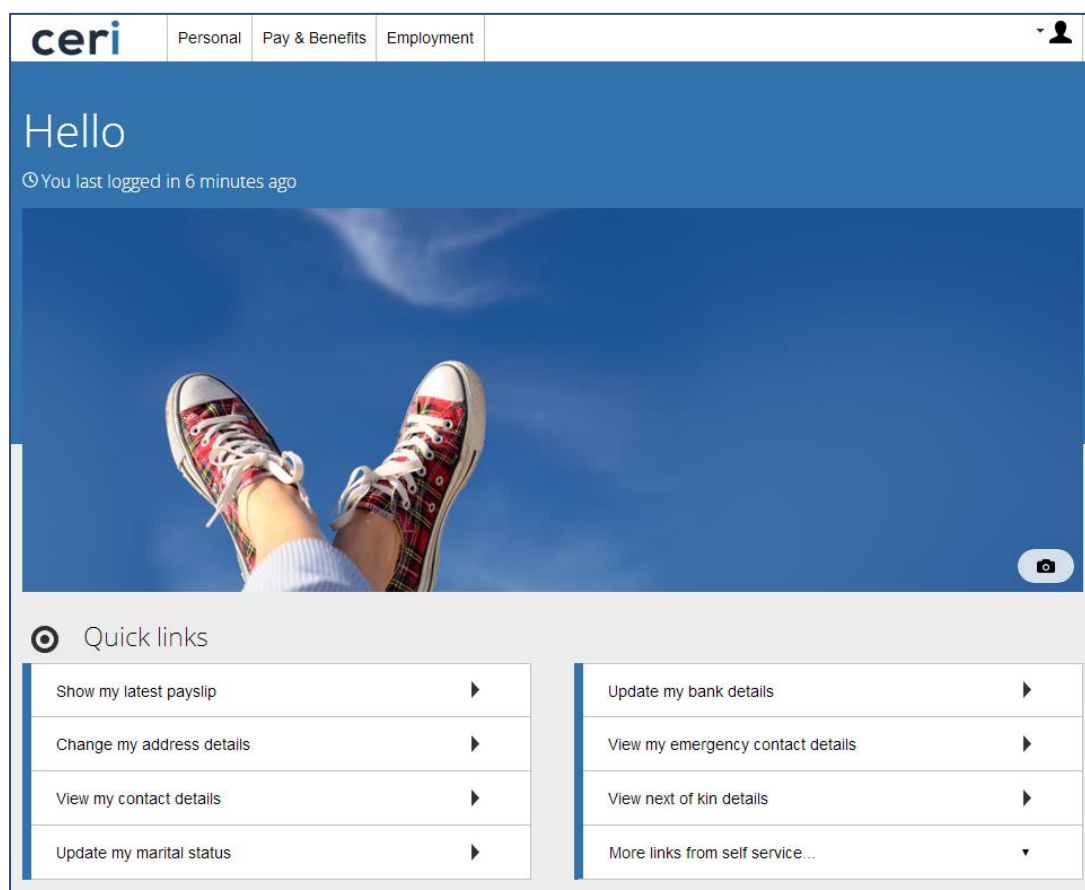 ceri Personal Pay & Benefits Employment
Hello
You last logged in 6 minutes ago
Quick links
Show my latest payslip
Change my address details
View my contact details
Update my marital status
Update my bank details
View my emergency contact details
View next of kin details
More links from self service...